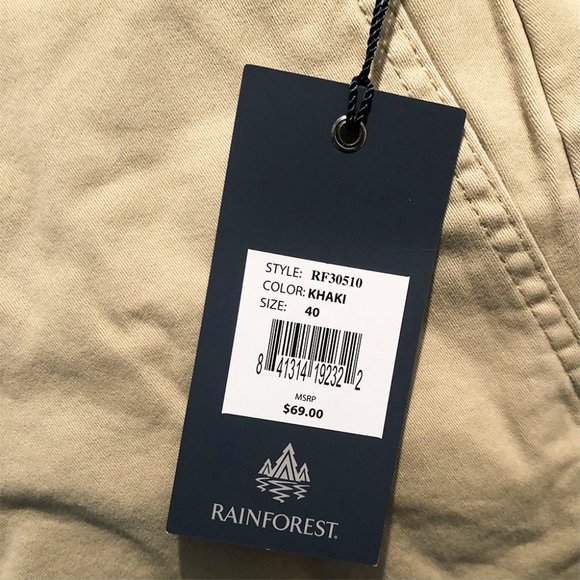 STYLE: RF30510
COLOR: KHAKI
SIZE: 40
8 41314 19232 2
MSRP
$69.00
RAINFOREST.